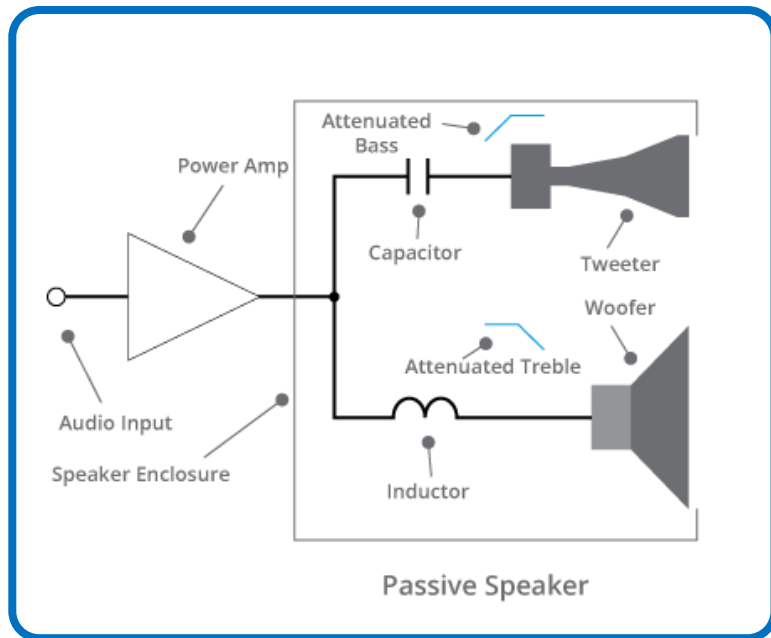 Attenuated
Bass
Power Amp
Capacitor
Tweeter
Woofer
Attenuated Treble
Audio Input
Speaker Enclosure
Inductor
Passive Speaker